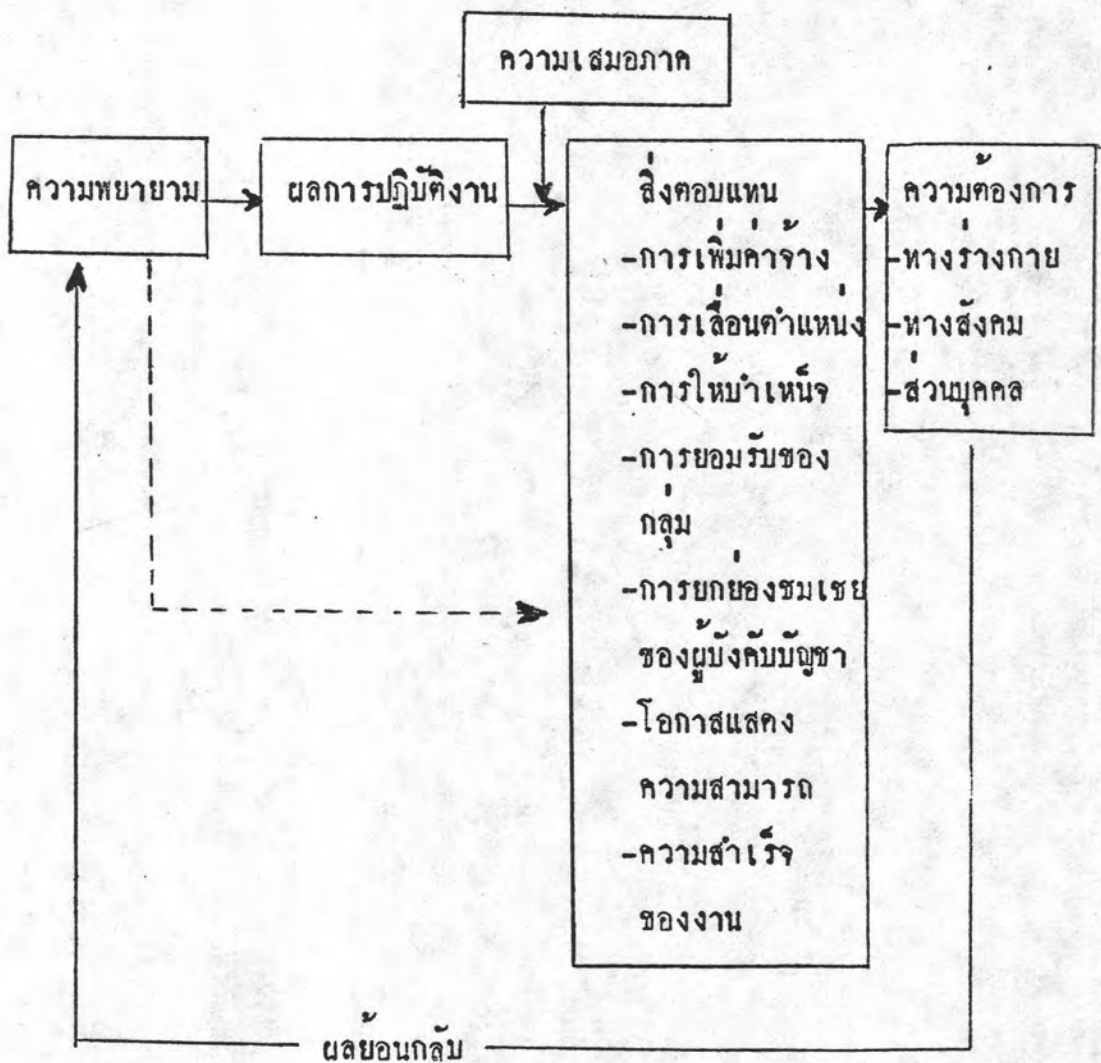 ความเสมอภาค
ความพยายาม
ผลการปฏิบัติงาน
สิ่งตอบแทน
-การเพิ่มค่าจ้าง
-การเลื่อนตำแหน่ง
-การให้บำเหน็จ
-การยอมรับของ
กลุ่ม
-การยกย่องชมเชย
ของผู้บังคับบัญชา
-โอกาสแสดง
ความสามารถ
-ความสำเร็จ
ของงาน
ความต้องการ
-ทางร่างกาย
-ทางสังคม
-ส่วนบุคคล
ผลย้อนกลับ